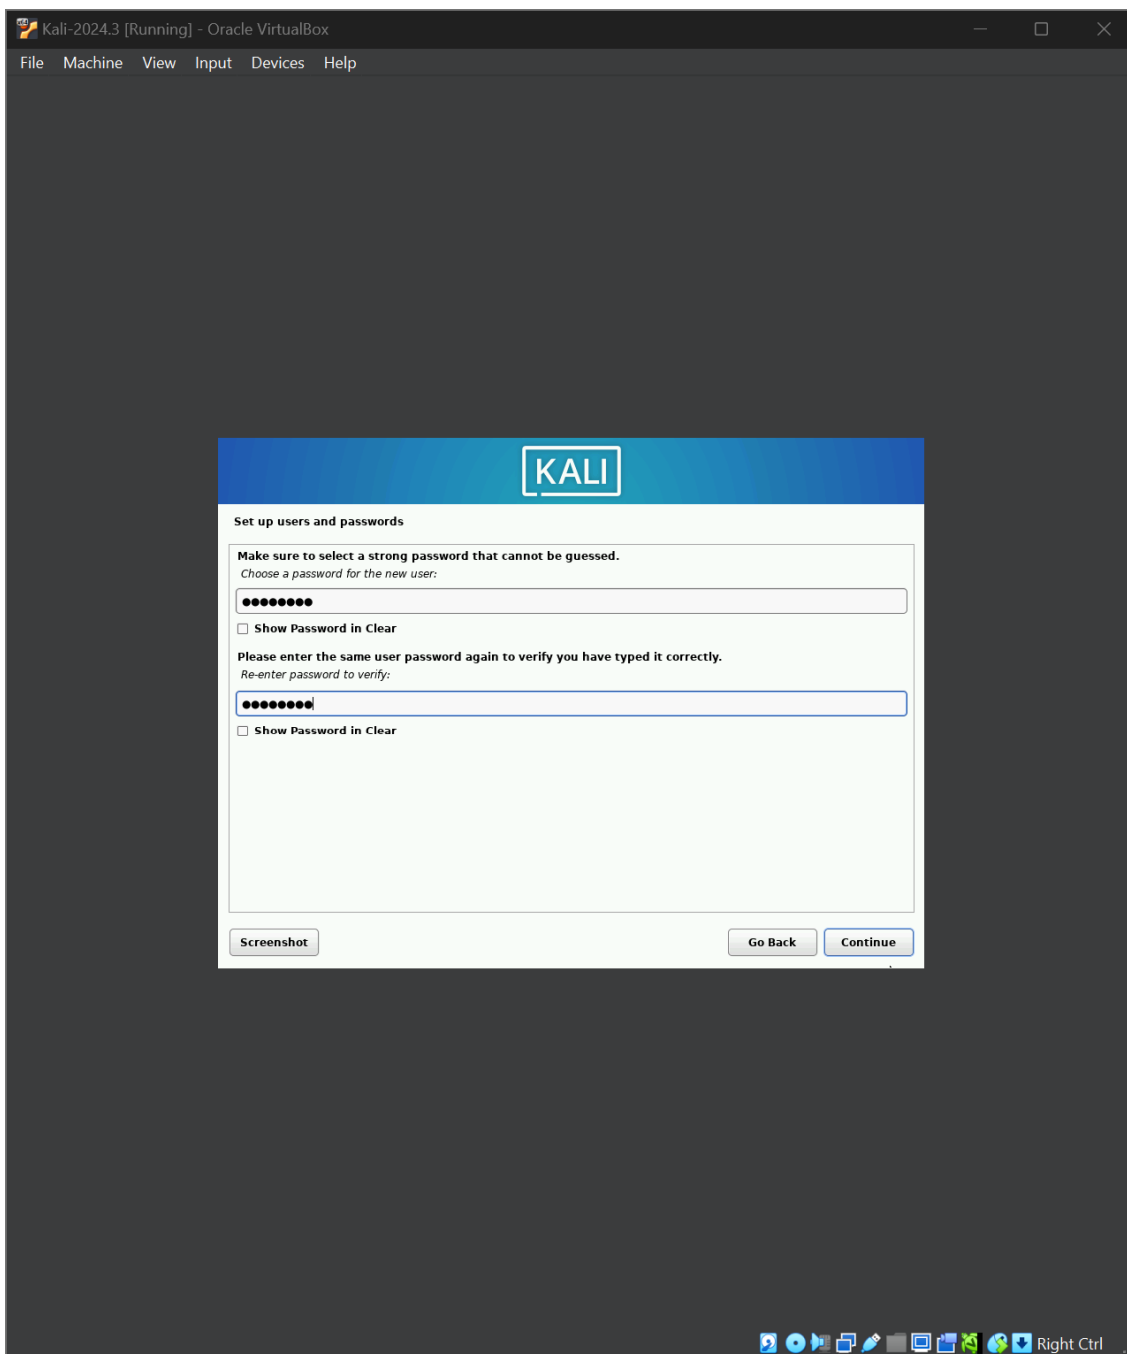 Kali-2024.3 [Running] - Oracle VirtualBox
File Machine View Input Devices Help
KALI
Set up users and passwords
Make sure to select a strong password that cannot be guessed.
Choose a password for the new user:
●●●●●●●●
Show Password in Clear
Please enter the same user password again to verify you have typed it correctly.
Re-enter password to verify:
●●●●●●●●
Show Password in Clear
Screenshot Go Back Continue
Right Ctrl